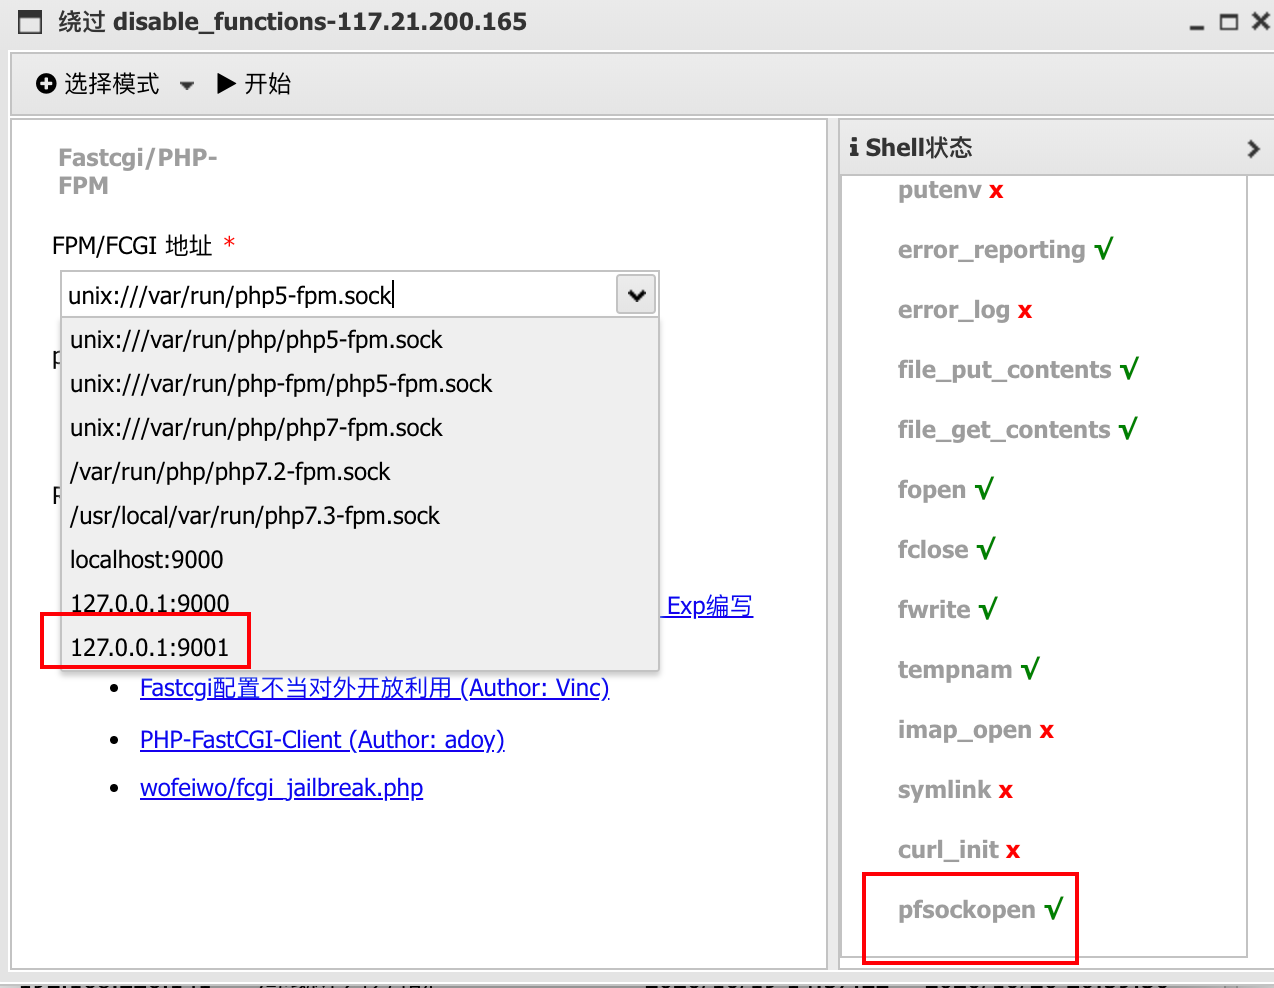 绕过 disable_functions-117.21.200.165
选择模式 开始
Fastcgi/PHP-
FPM
FPM/FCGI 地址 *
unix:///var/run/php5-fpm.sock
unix:///var/run/php/php5-fpm.sock
unix:///var/run/php-fpm/php5-fpm.sock
unix:///var/run/php/php7-fpm.sock
/var/run/php/php7.2-fpm.sock
/usr/local/var/run/php7.3-fpm.sock
localhost:9000
127.0.0.1:9000
127.0.0.1:9001
Exp编写
Fastcgi配置不当对外开放利用 (Author: Vinc)
PHP-FastCGI-Client (Author: adoy)
wofeiwo/fcgi_jailbreak.php
Shell状态
putenv x
error_reporting √
error_log x
file_put_contents √
file_get_contents √
fopen √
fclose √
fwrite √
tempnam √
imap_open x
symlink x
curl_init x
pfsockopen √